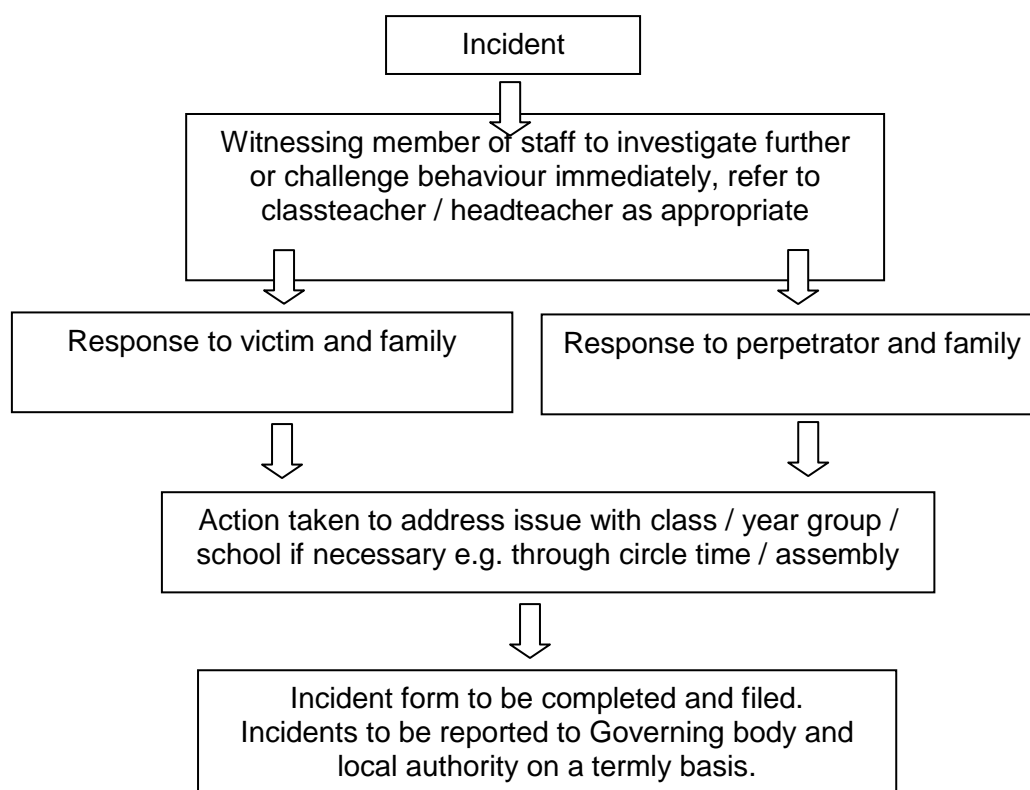 Incident
Witnessing member of staff to investigate further
or challenge behaviour immediately, refer to
classteacher / headteacher as appropriate
Response to victim and family
Response to perpetrator and family
Action taken to address issue with class / year group /
school if necessary e.g. through circle time / assembly
Incident form to be completed and filed.
Incidents to be reported to Governing body and
local authority on a termly basis.